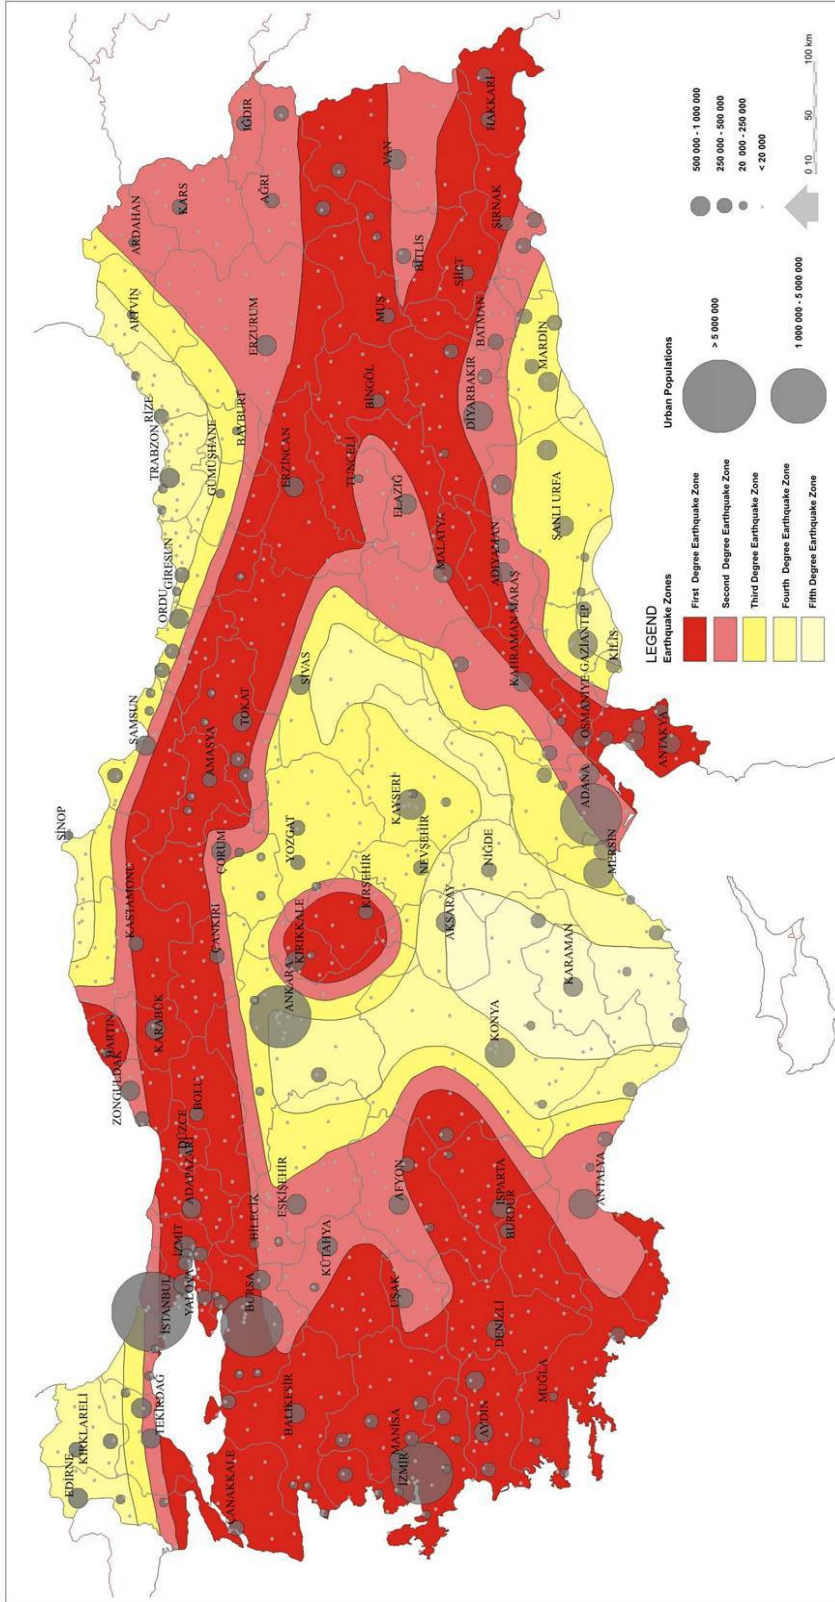 EDİRNE
KIRKLARELİ
TEKİRDAĞ
İSTANBUL
YALOVA
İZMİT
ADAPAZARI
DÜZCE
BOLU
ZONGULDAK
BARTIN
KARABÜK
KASTAMONU
SİNOP
ÇANKIRI
ÇORUM
SAMSUN
AMASYA
TOKAT
ORDU
GİRESUN
TRABZON
RİZE
GÜMÜŞHANE
BAYBURT
ARTVİN
ARDAHAN
KARS
IĞDIR
AĞRI
ERZURUM
ERZİNCAN
ÇANAKKALE
BURSA
BİLECİK
ESKİŞEHİR
BALIKESİR
KÜTAHYA
ANKARA
KIRIKKALE
KIRŞEHİR
YOZGAT
SİVAS
KAYSERİ
NEVŞEHİR
TUNCELİ
BİNGÖL
ELAZIĞ
MALATYA
MUŞ
BİTLİS
VAN
HAKKARİ
ŞIRNAK
SİİRT
BATMAN
DİYARBAKIR
MARDİN
MANİSA
İZMİR
UŞAK
AFYON
AYDIN
DENİZLİ
MUĞLA
ISPARTA
BURDUR
ANTALYA
KONYA
AKSARAY
NİĞDE
KARAMAN
MERSİN
ADANA
OSMANİYE
ANTAKYA
KAHRAMAN MARAŞ
GAZİANTEP
KİLİS
ADIYAMAN
ŞANLI URFA
LEGEND
Earthquake Zones
First Degree Earthquake Zone
Second Degree Earthquake Zone
Third Degree Earthquake Zone
Fourth Degree Earthquake Zone
Fifth Degree Earthquake Zone
Urban Populations
> 5 000 000
1 000 000 - 5 000 000
500 000 - 1 000 000
250 000 - 500 000
20 000 - 250 000
< 20 000
0 10 50 100 km